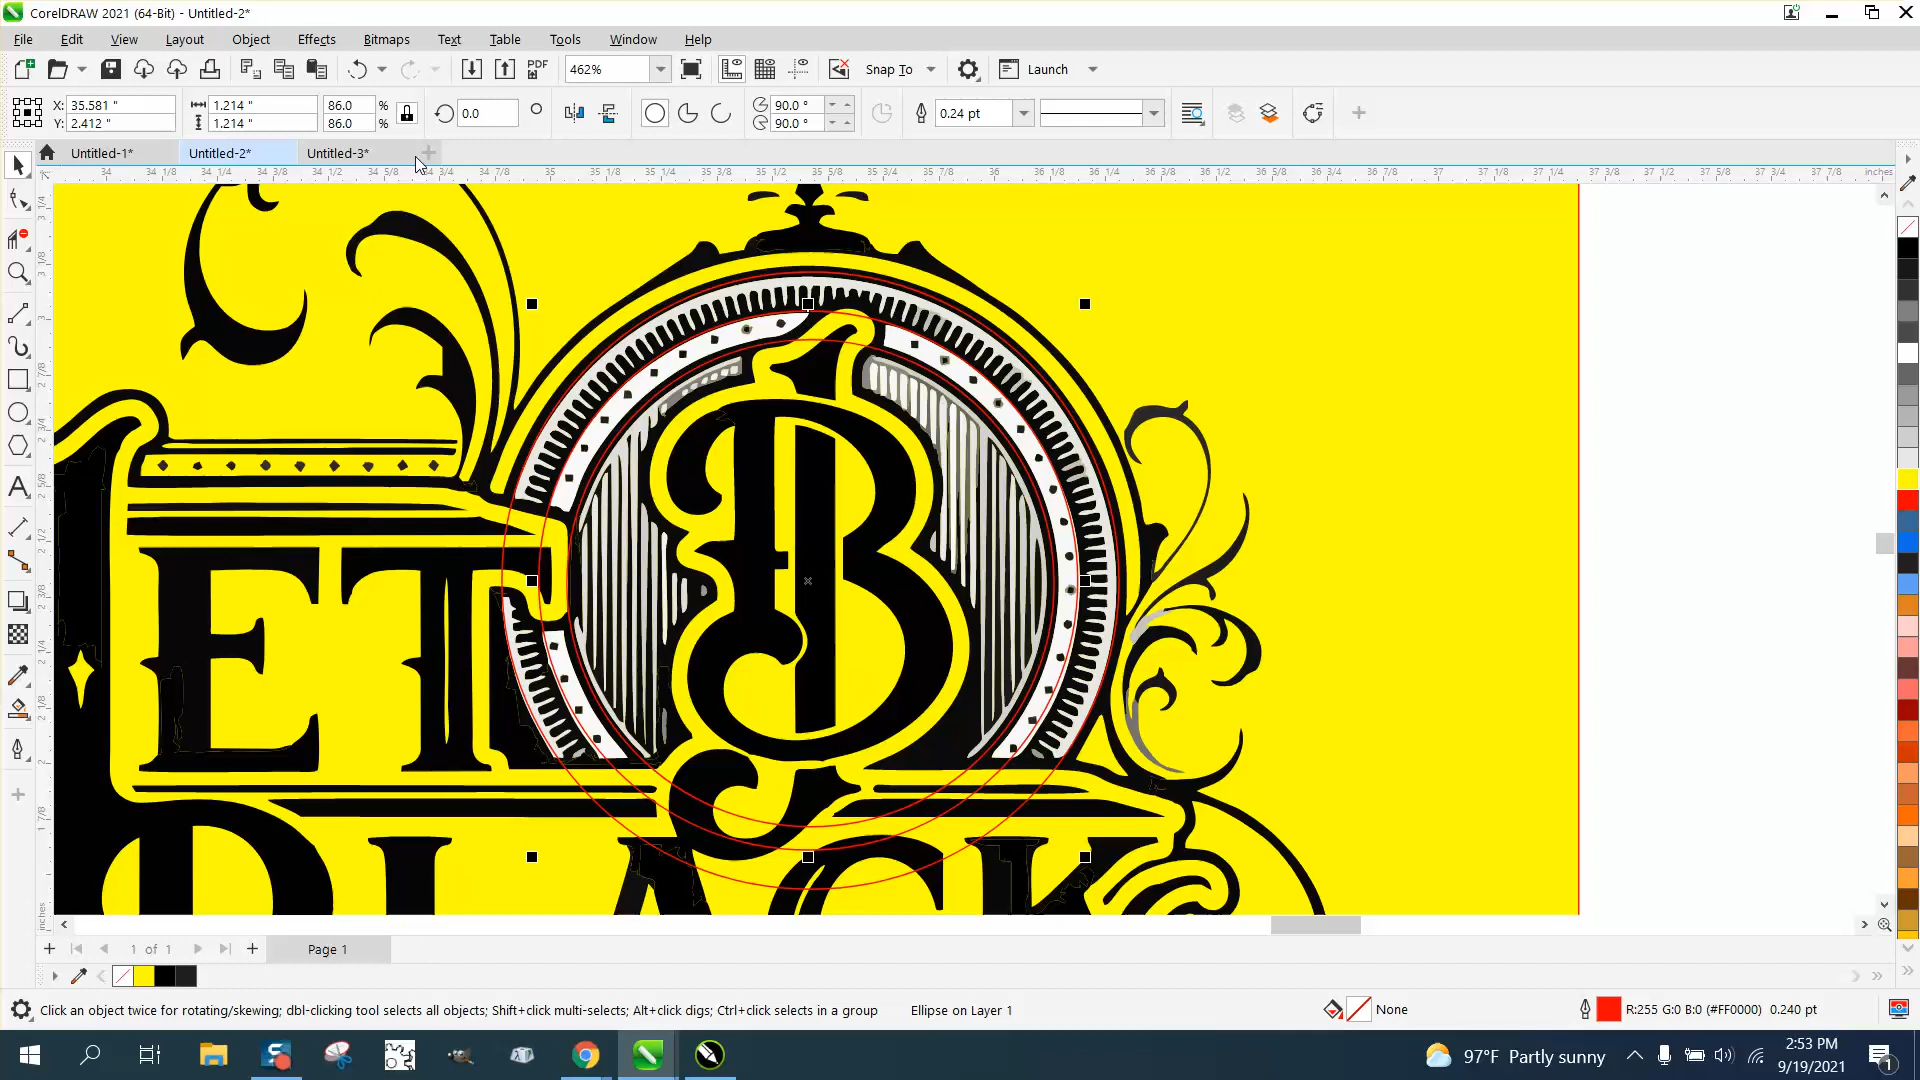 CorelDRAW 2021 (64-Bit) - Untitled-2*
File Edit View Layout Object Effects Bitmaps Text Table Tools Window Help
PDF 462% Snap To Launch
X: 35.581 " 1.214 " 86.0 % 0.0 90.0 ° 0.24 pt
Y: 2.412 " 1.214 " 86.0 % 90.0 °
Untitled-1* Untitled-2* Untitled-3*
34 34 1/8 34 1/4 34 3/8 34 1/2 34 5/8 34 3/4 34 7/8 35 35 1/8 35 1/4 35 3/8 35 1/2 35 5/8 35 3/4 35 7/8 36 36 1/8 36 1/4 36 3/8 36 1/2 36 5/8 36 3/4 36 7/8 37 37 1/8 37 1/4 37 3/8 37 1/2 37 5/8 37 3/4 37 7/8 inches
B
ET
BLACK
inches
1 of 1 Page 1
Click an object twice for rotating/skewing; dbl-clicking tool selects all objects; Shift+click multi-selects; Alt+click digs; Ctrl+click selects in a group Ellipse on Layer 1 None R:255 G:0 B:0 (#FF0000) 0.240 pt
97°F Partly sunny 2:53 PM
9/19/2021 1